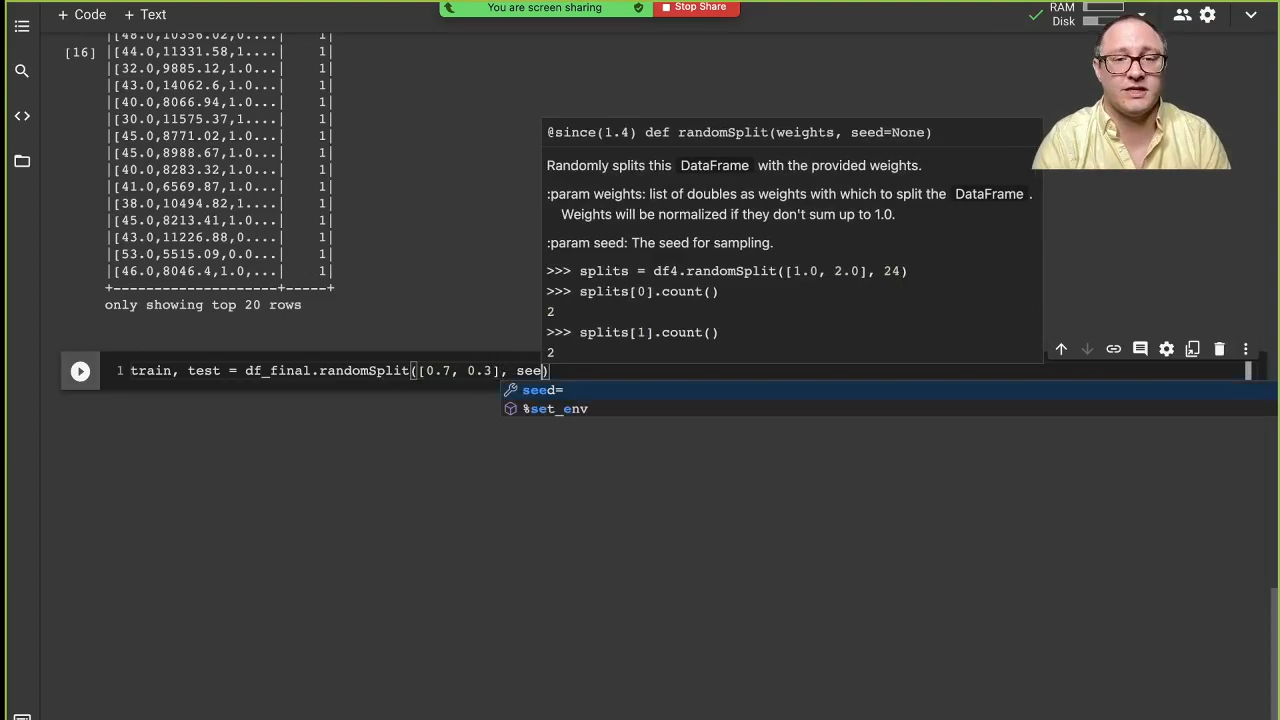 + Code + Text
You are screen sharing
Stop Share
RAM
Disk
[16]
|[48.0,10356.02,0....| 1|
|[44.0,11331.58,1....| 1|
|[32.0,9885.12,1.0...| 1|
|[43.0,14062.6,1.0...| 1|
|[40.0,8066.94,1.0...| 1|
|[30.0,11575.37,1....| 1|
|[45.0,8771.02,1.0...| 1|
|[45.0,8988.67,1.0...| 1|
|[40.0,8283.32,1.0...| 1|
|[41.0,6569.87,1.0...| 1|
|[38.0,10494.82,1....| 1|
|[45.0,8213.41,1.0...| 1|
|[43.0,11226.88,0....| 1|
|[53.0,5515.09,0.0...| 1|
|[46.0,8046.4,1.0,...| 1|
+--------------------+-----+
only showing top 20 rows
@since(1.4) def randomSplit(weights, seed=None)
Randomly splits this DataFrame with the provided weights.
:param weights: list of doubles as weights with which to split the DataFrame .
Weights will be normalized if they don't sum up to 1.0.
:param seed: The seed for sampling.
>>> splits = df4.randomSplit([1.0, 2.0], 24)
>>> splits[0].count()
2
>>> splits[1].count()
2
1 train, test = df_final.randomSplit([0.7, 0.3], see)
seed=
%set_env